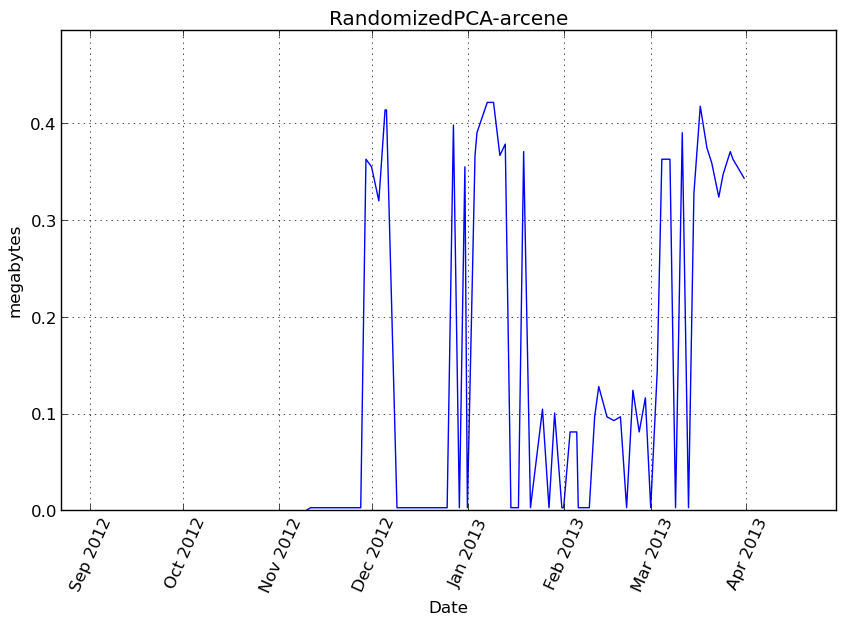 RandomizedPCA-arcene
megabytes
0.4
0.3
0.2
0.1
0.0
Sep 2012
Oct 2012
Nov 2012
Dec 2012
Jan 2013
Feb 2013
Mar 2013
Apr 2013
Date